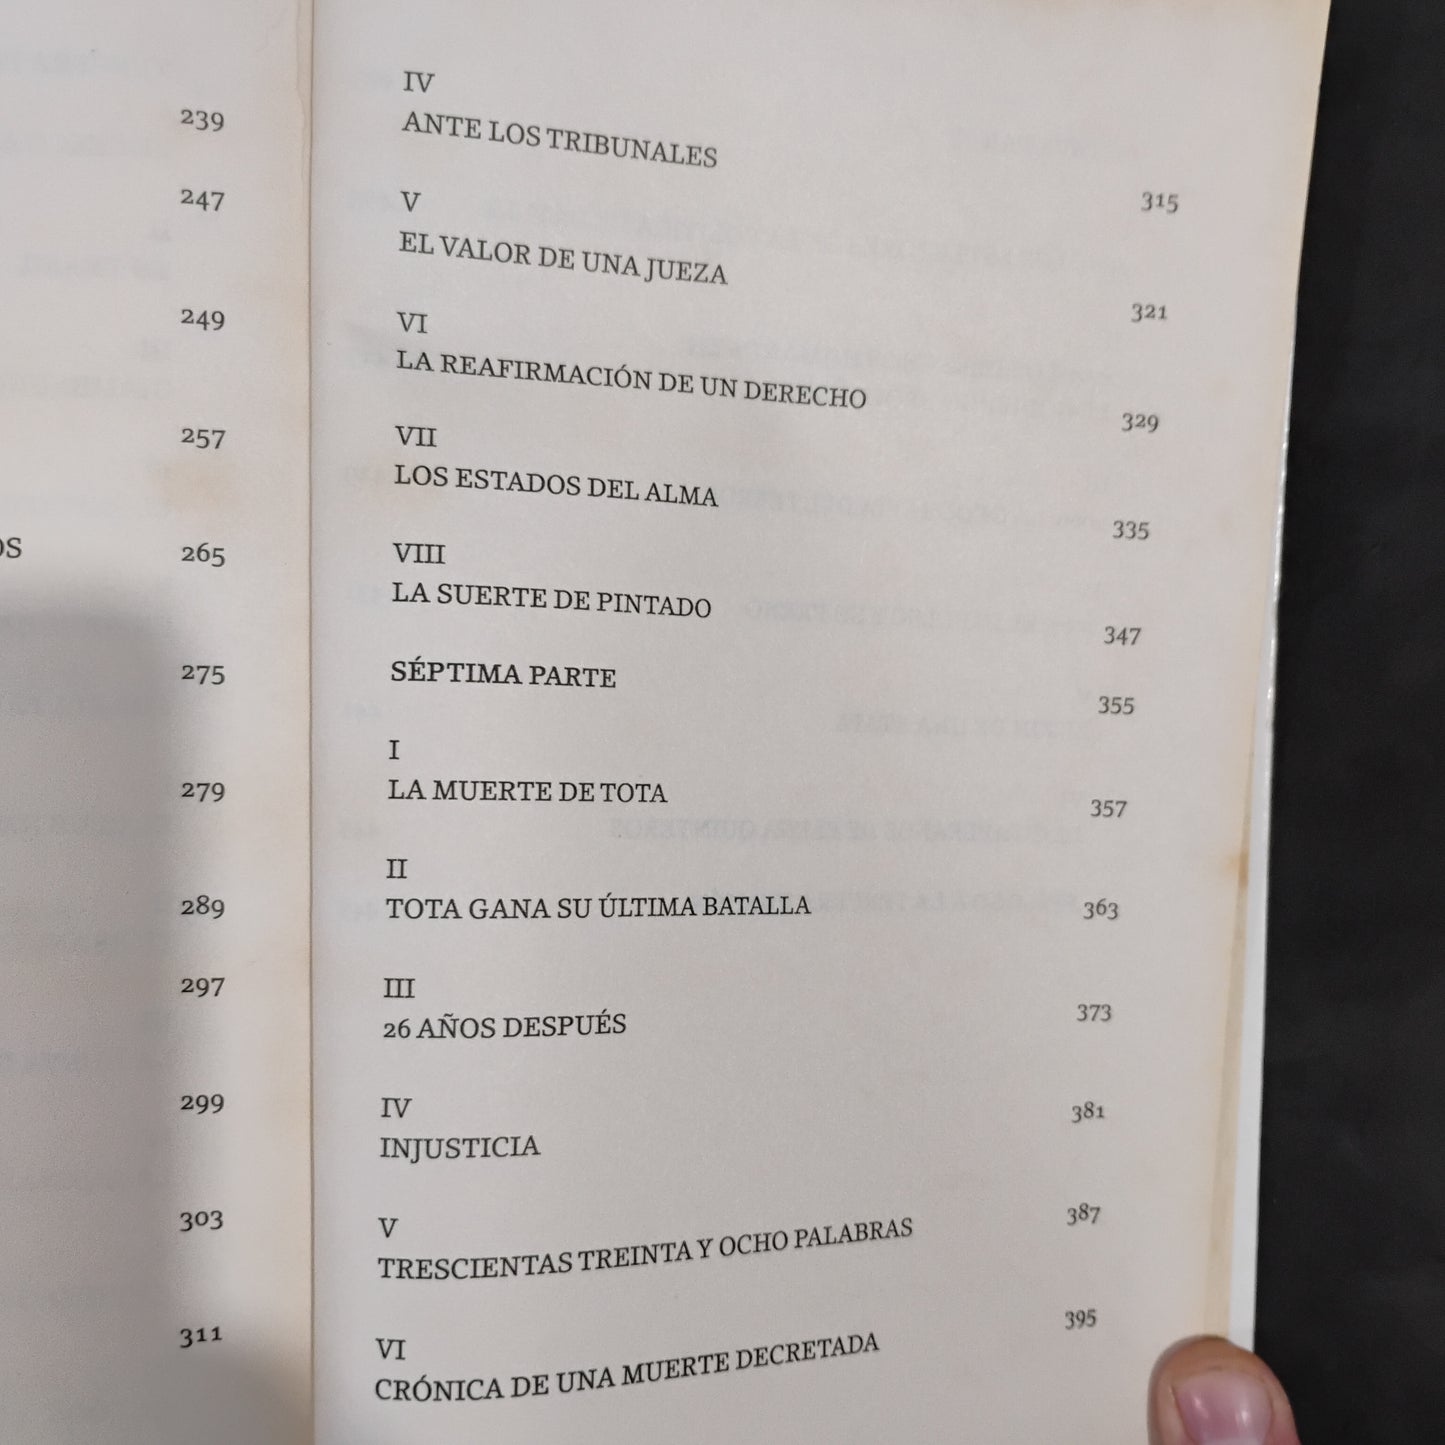 239
247
249
257
OS 265
275
279
289
297
299
303
311
IV
ANTE LOS TRIBUNALES 315
V
EL VALOR DE UNA JUEZA 321
VI
LA REAFIRMACIÓN DE UN DERECHO 329
VII
LOS ESTADOS DEL ALMA 335
VIII
LA SUERTE DE PINTADO 347
SÉPTIMA PARTE 355
I
LA MUERTE DE TOTA 357
II
TOTA GANA SU ÚLTIMA BATALLA 363
III
26 AÑOS DESPUÉS 373
IV
INJUSTICIA 381
V
TRESCIENTAS TREINTA Y OCHO PALABRAS 387
VI
CRÓNICA DE UNA MUERTE DECRETADA 395